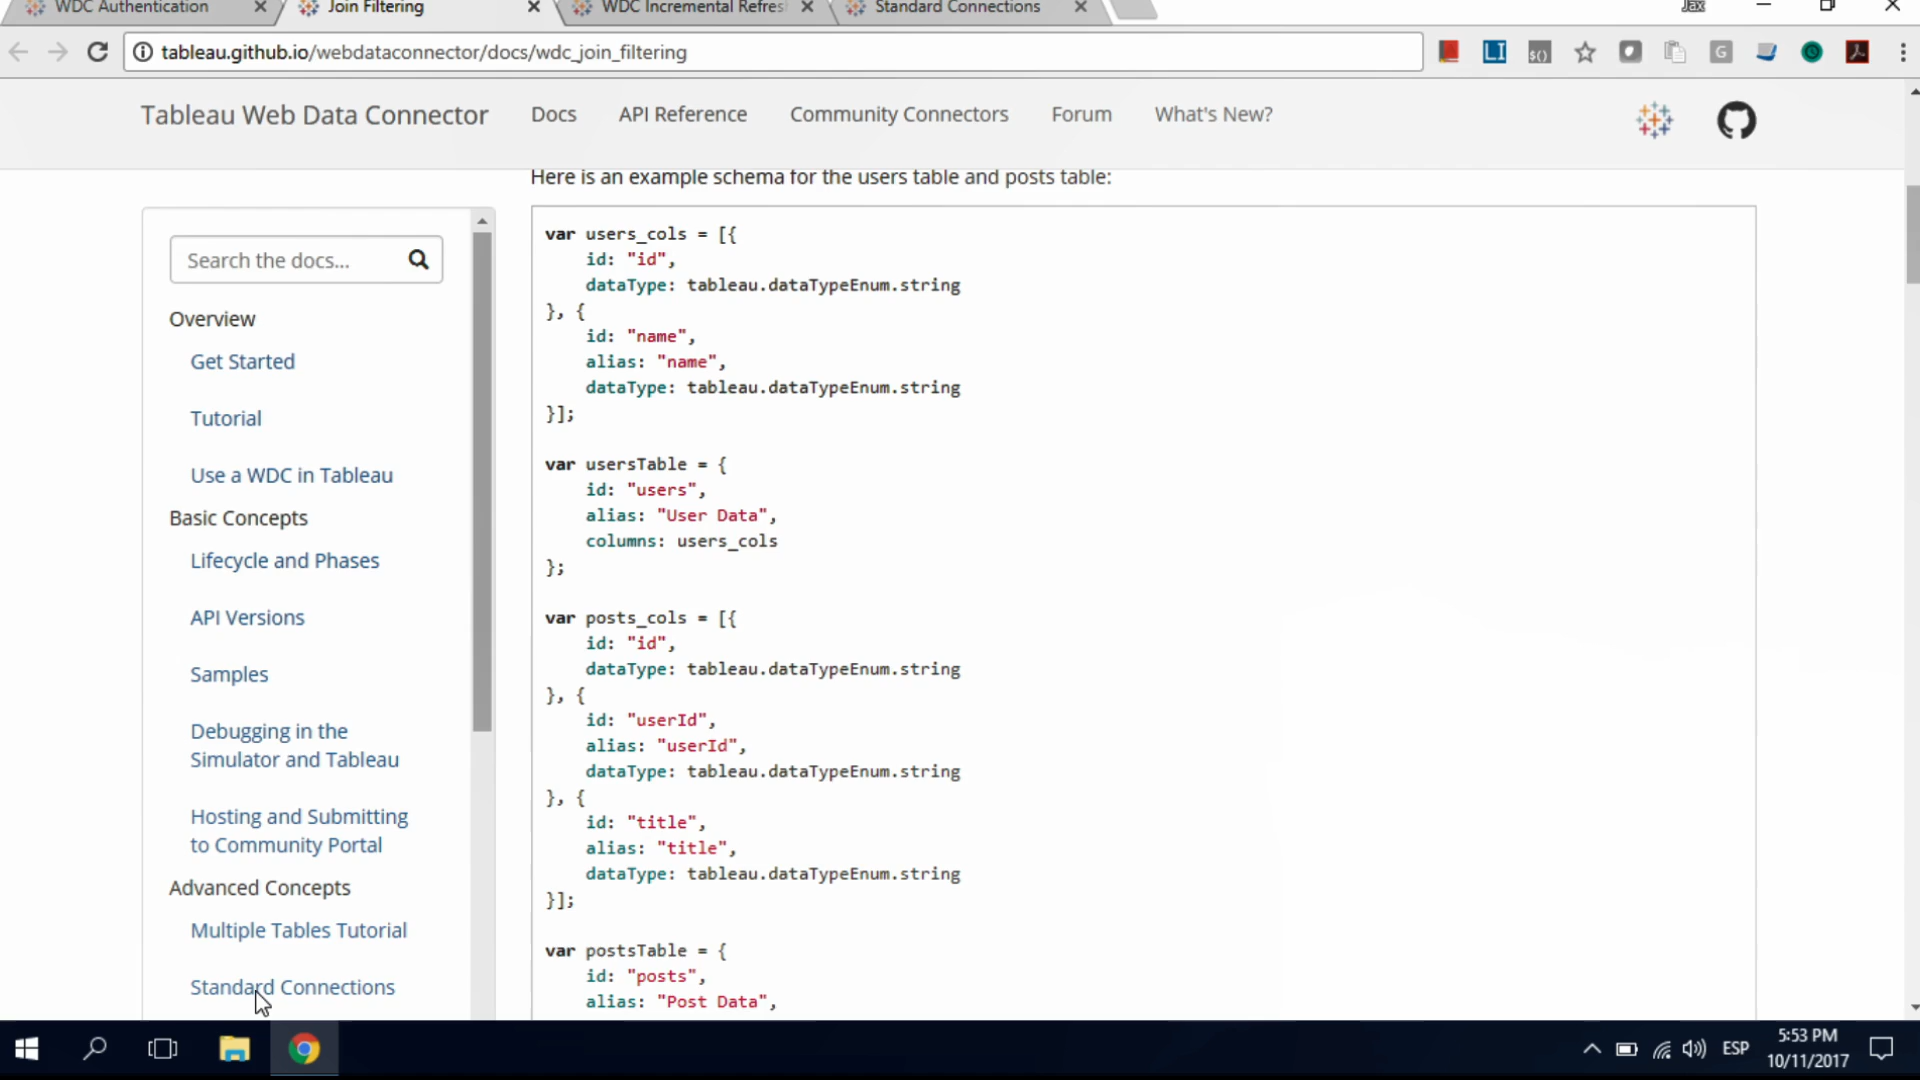 WDC Authentication
Join Filtering
WDC Incremental Refres
Standard Connections
Jax
tableau.github.io/webdataconnector/docs/wdc_join_filtering
Tableau Web Data Connector
Docs
API Reference
Community Connectors
Forum
What's New?
Search the docs...
Overview
Get Started
Tutorial
Use a WDC in Tableau
Basic Concepts
Lifecycle and Phases
API Versions
Samples
Debugging in the
Simulator and Tableau
Hosting and Submitting
to Community Portal
Advanced Concepts
Multiple Tables Tutorial
Standard Connections
Here is an example schema for the users table and posts table:
var users_cols = [{
id: "id",
dataType: tableau.dataTypeEnum.string
}, {
id: "name",
alias: "name",
dataType: tableau.dataTypeEnum.string
}];
var usersTable = {
id: "users",
alias: "User Data",
columns: users_cols
};
var posts_cols = [{
id: "id",
dataType: tableau.dataTypeEnum.string
}, {
id: "userId",
alias: "userId",
dataType: tableau.dataTypeEnum.string
}, {
id: "title",
alias: "title",
dataType: tableau.dataTypeEnum.string
}];
var postsTable = {
id: "posts",
alias: "Post Data",
ESP
5:53 PM
10/11/2017